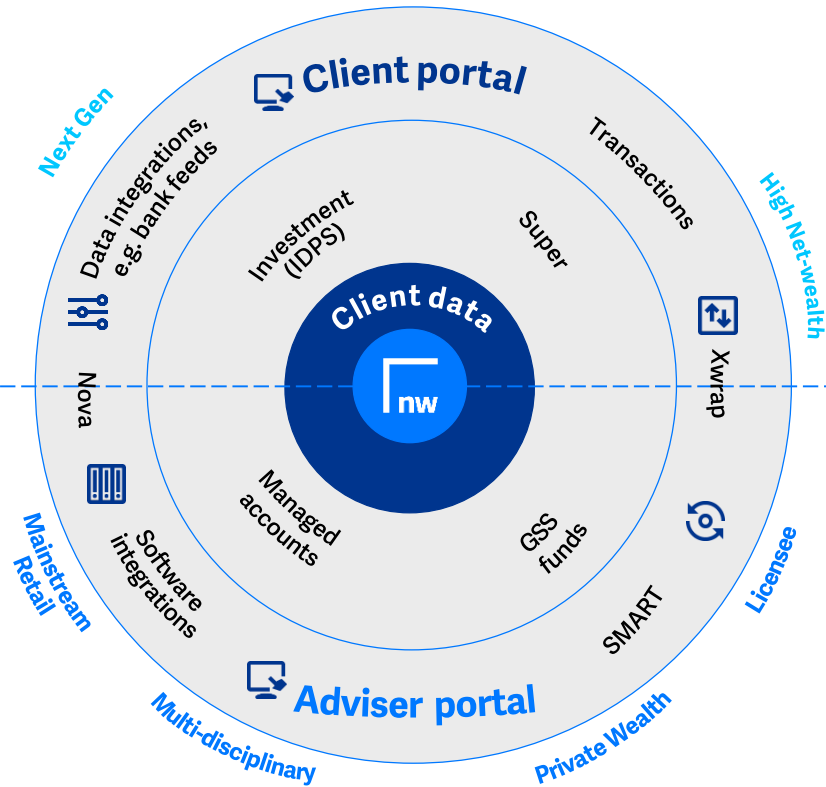 Client portal
Next Gen
Data integrations,
e.g. bank feeds
Transactions
High Net-wealth
Investment
(IDPS)
Super
Client data
nw
Nova
Xwrap
Managed
accounts
GSS
funds
Software
integrations
SMART
Mainstream
Retail
Licensee
Adviser portal
Multi-disciplinary
Private Wealth